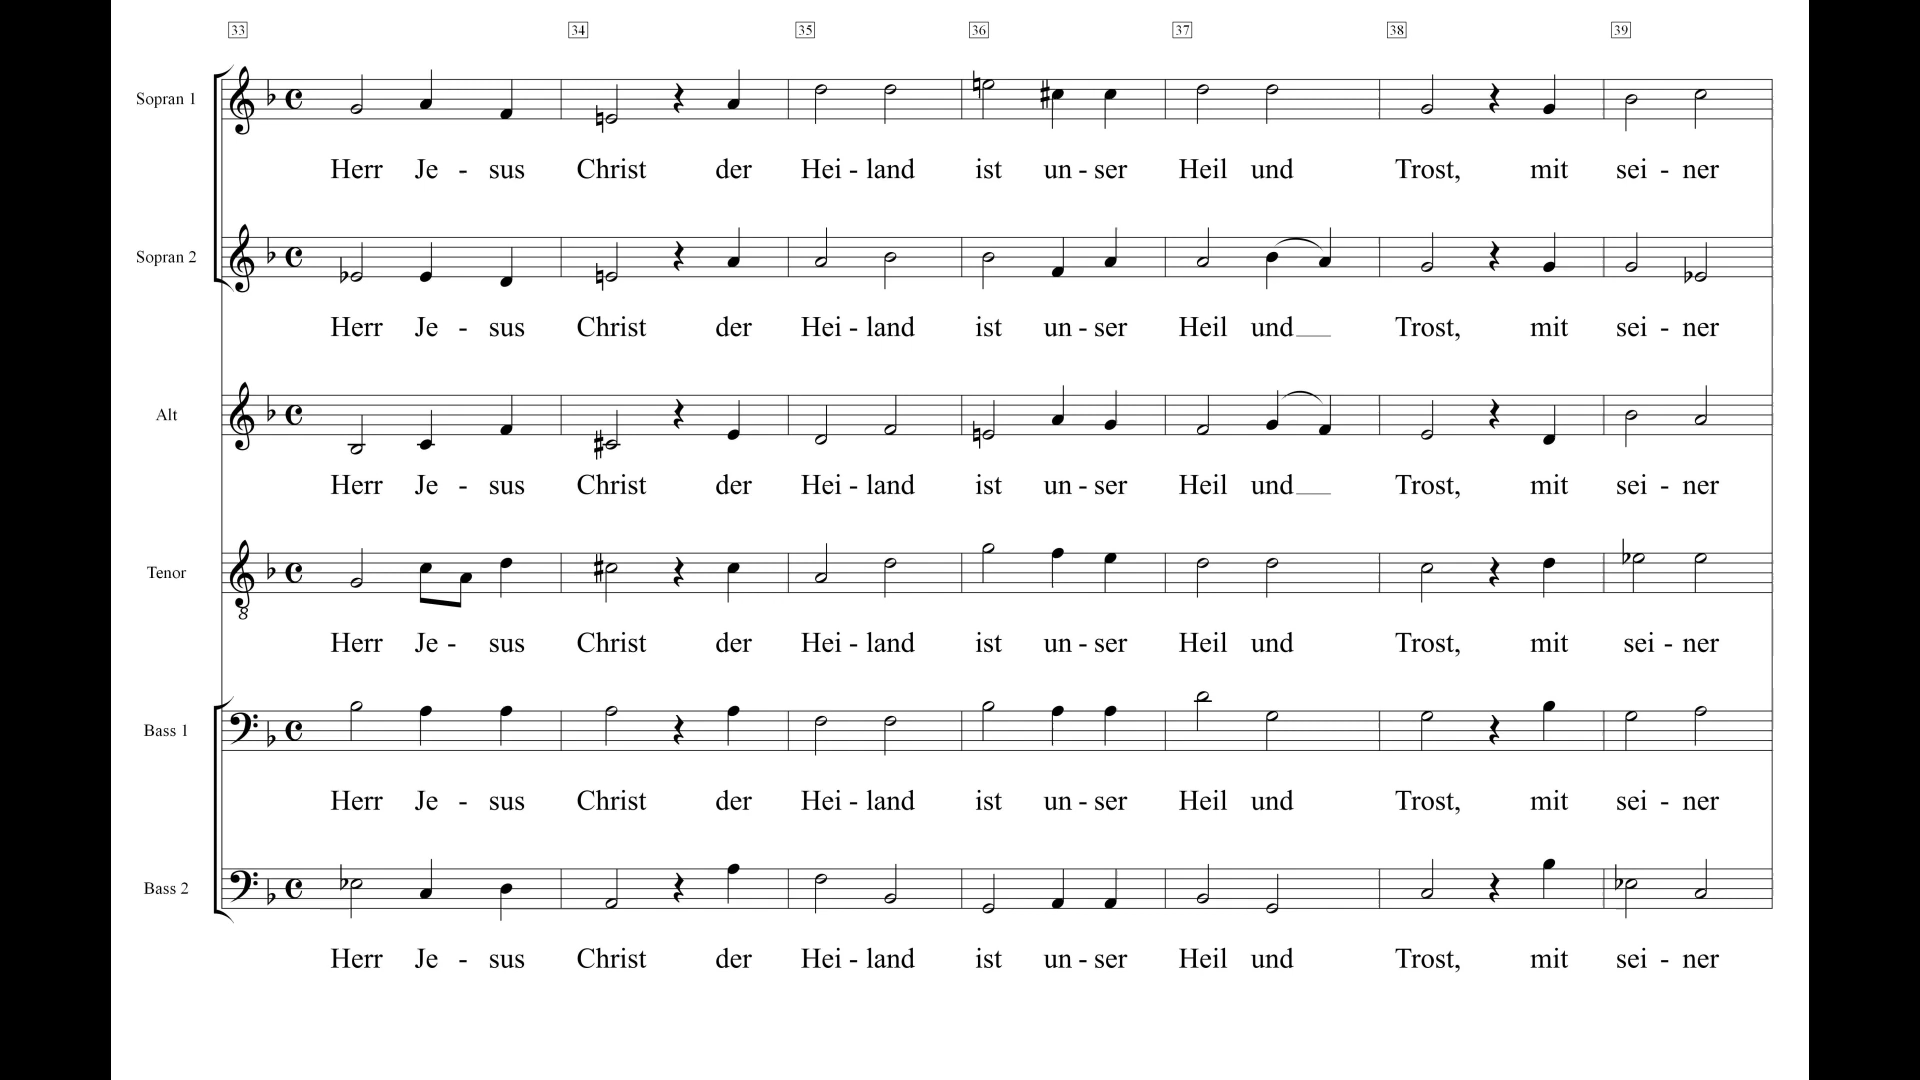 33 34 35 36 37 38 39
Sopran 1
Herr Je - sus Christ der Hei - land ist un - ser Heil und Trost, mit sei - ner
Sopran 2
Herr Je - sus Christ der Hei - land ist un - ser Heil und Trost, mit sei - ner
Alt
Herr Je - sus Christ der Hei - land ist un - ser Heil und Trost, mit sei - ner
Tenor
8
Herr Je - sus Christ der Hei - land ist un - ser Heil und Trost, mit sei - ner
Bass 1
Herr Je - sus Christ der Hei - land ist un - ser Heil und Trost, mit sei - ner
Bass 2
Herr Je - sus Christ der Hei - land ist un - ser Heil und Trost, mit sei - ner